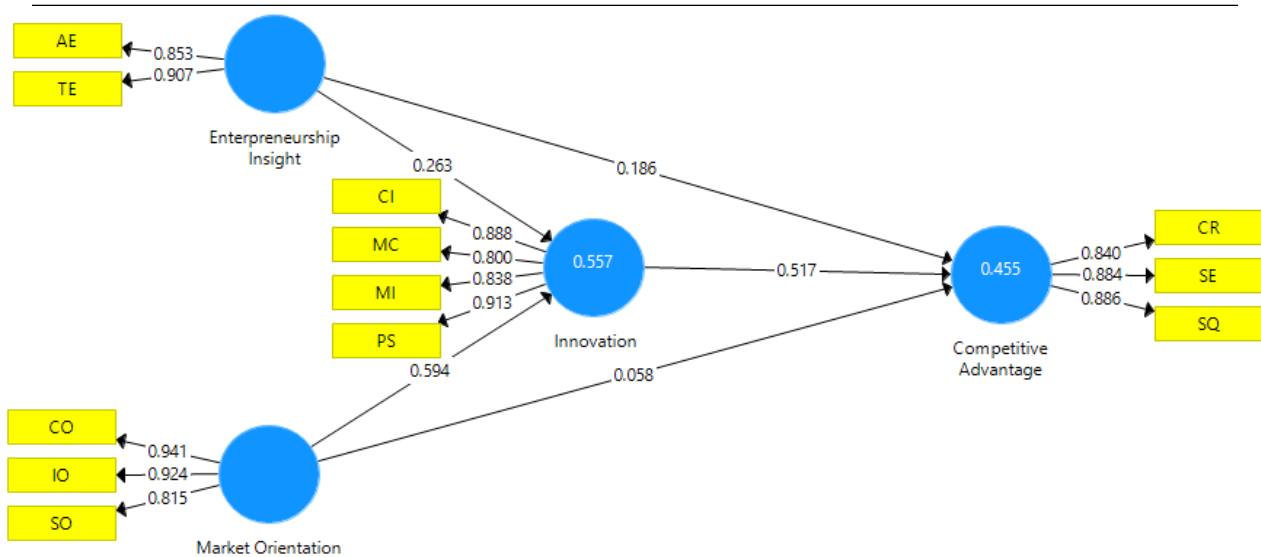 AE
0.853
TE
0.907
Enterpreneurship
Insight
0.263
0.186
CI
0.888
MC
0.800
MI
0.838
PS
0.913
0.557
Innovation
0.517
0.455
Competitive
Advantage
CR
0.840
SE
0.884
SQ
0.886
0.594
0.058
CO
0.941
IO
0.924
SO
0.815
Market Orientation